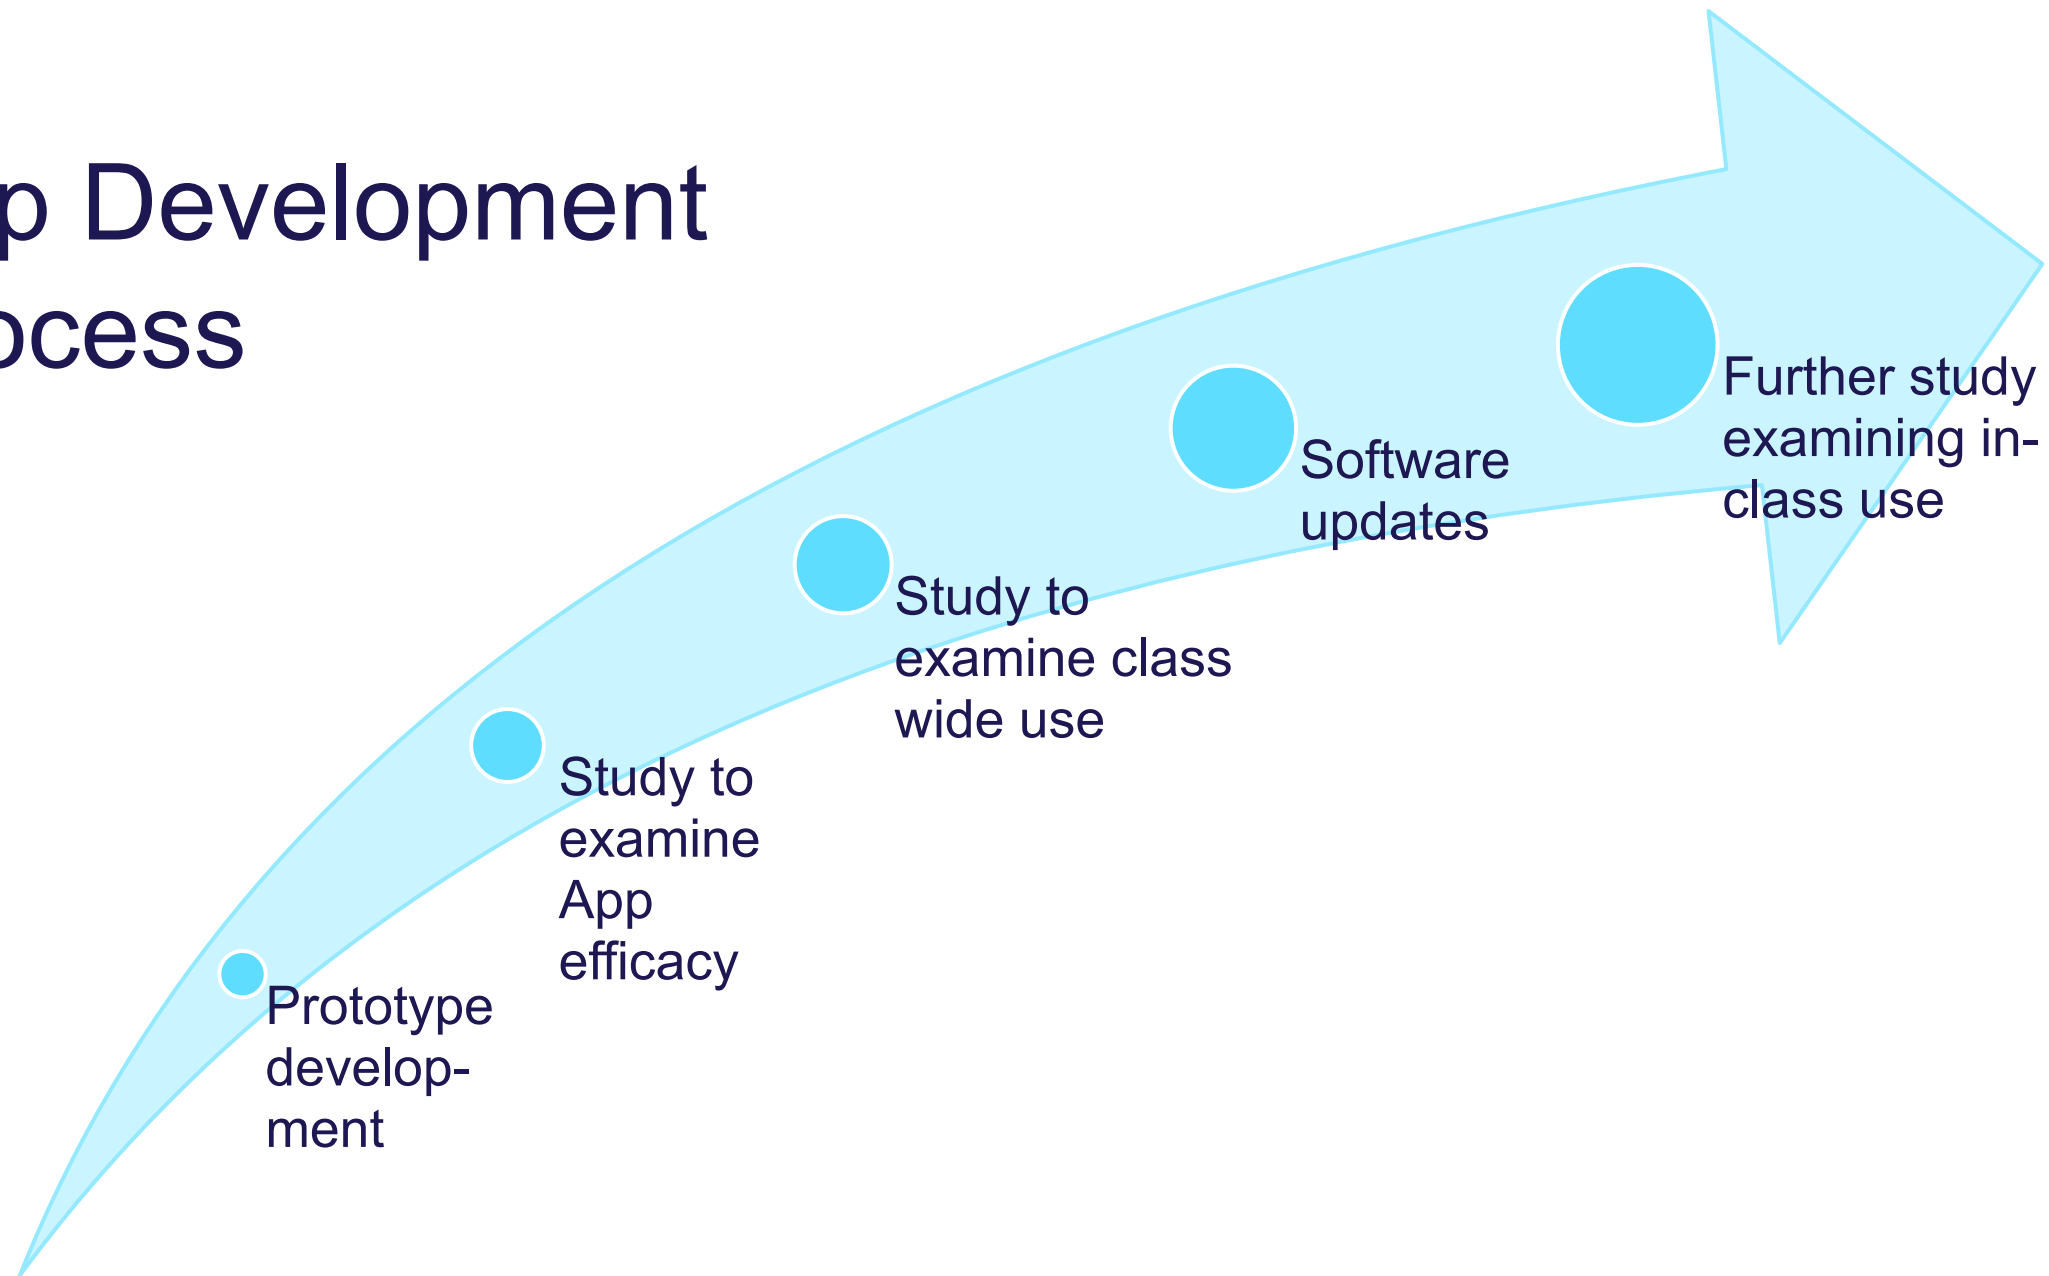 p Development
ocess
Further study
examining in-
class use
Software
updates
Study to
examine class
wide use
Study to
examine
App
efficacy
Prototype
develop-
ment